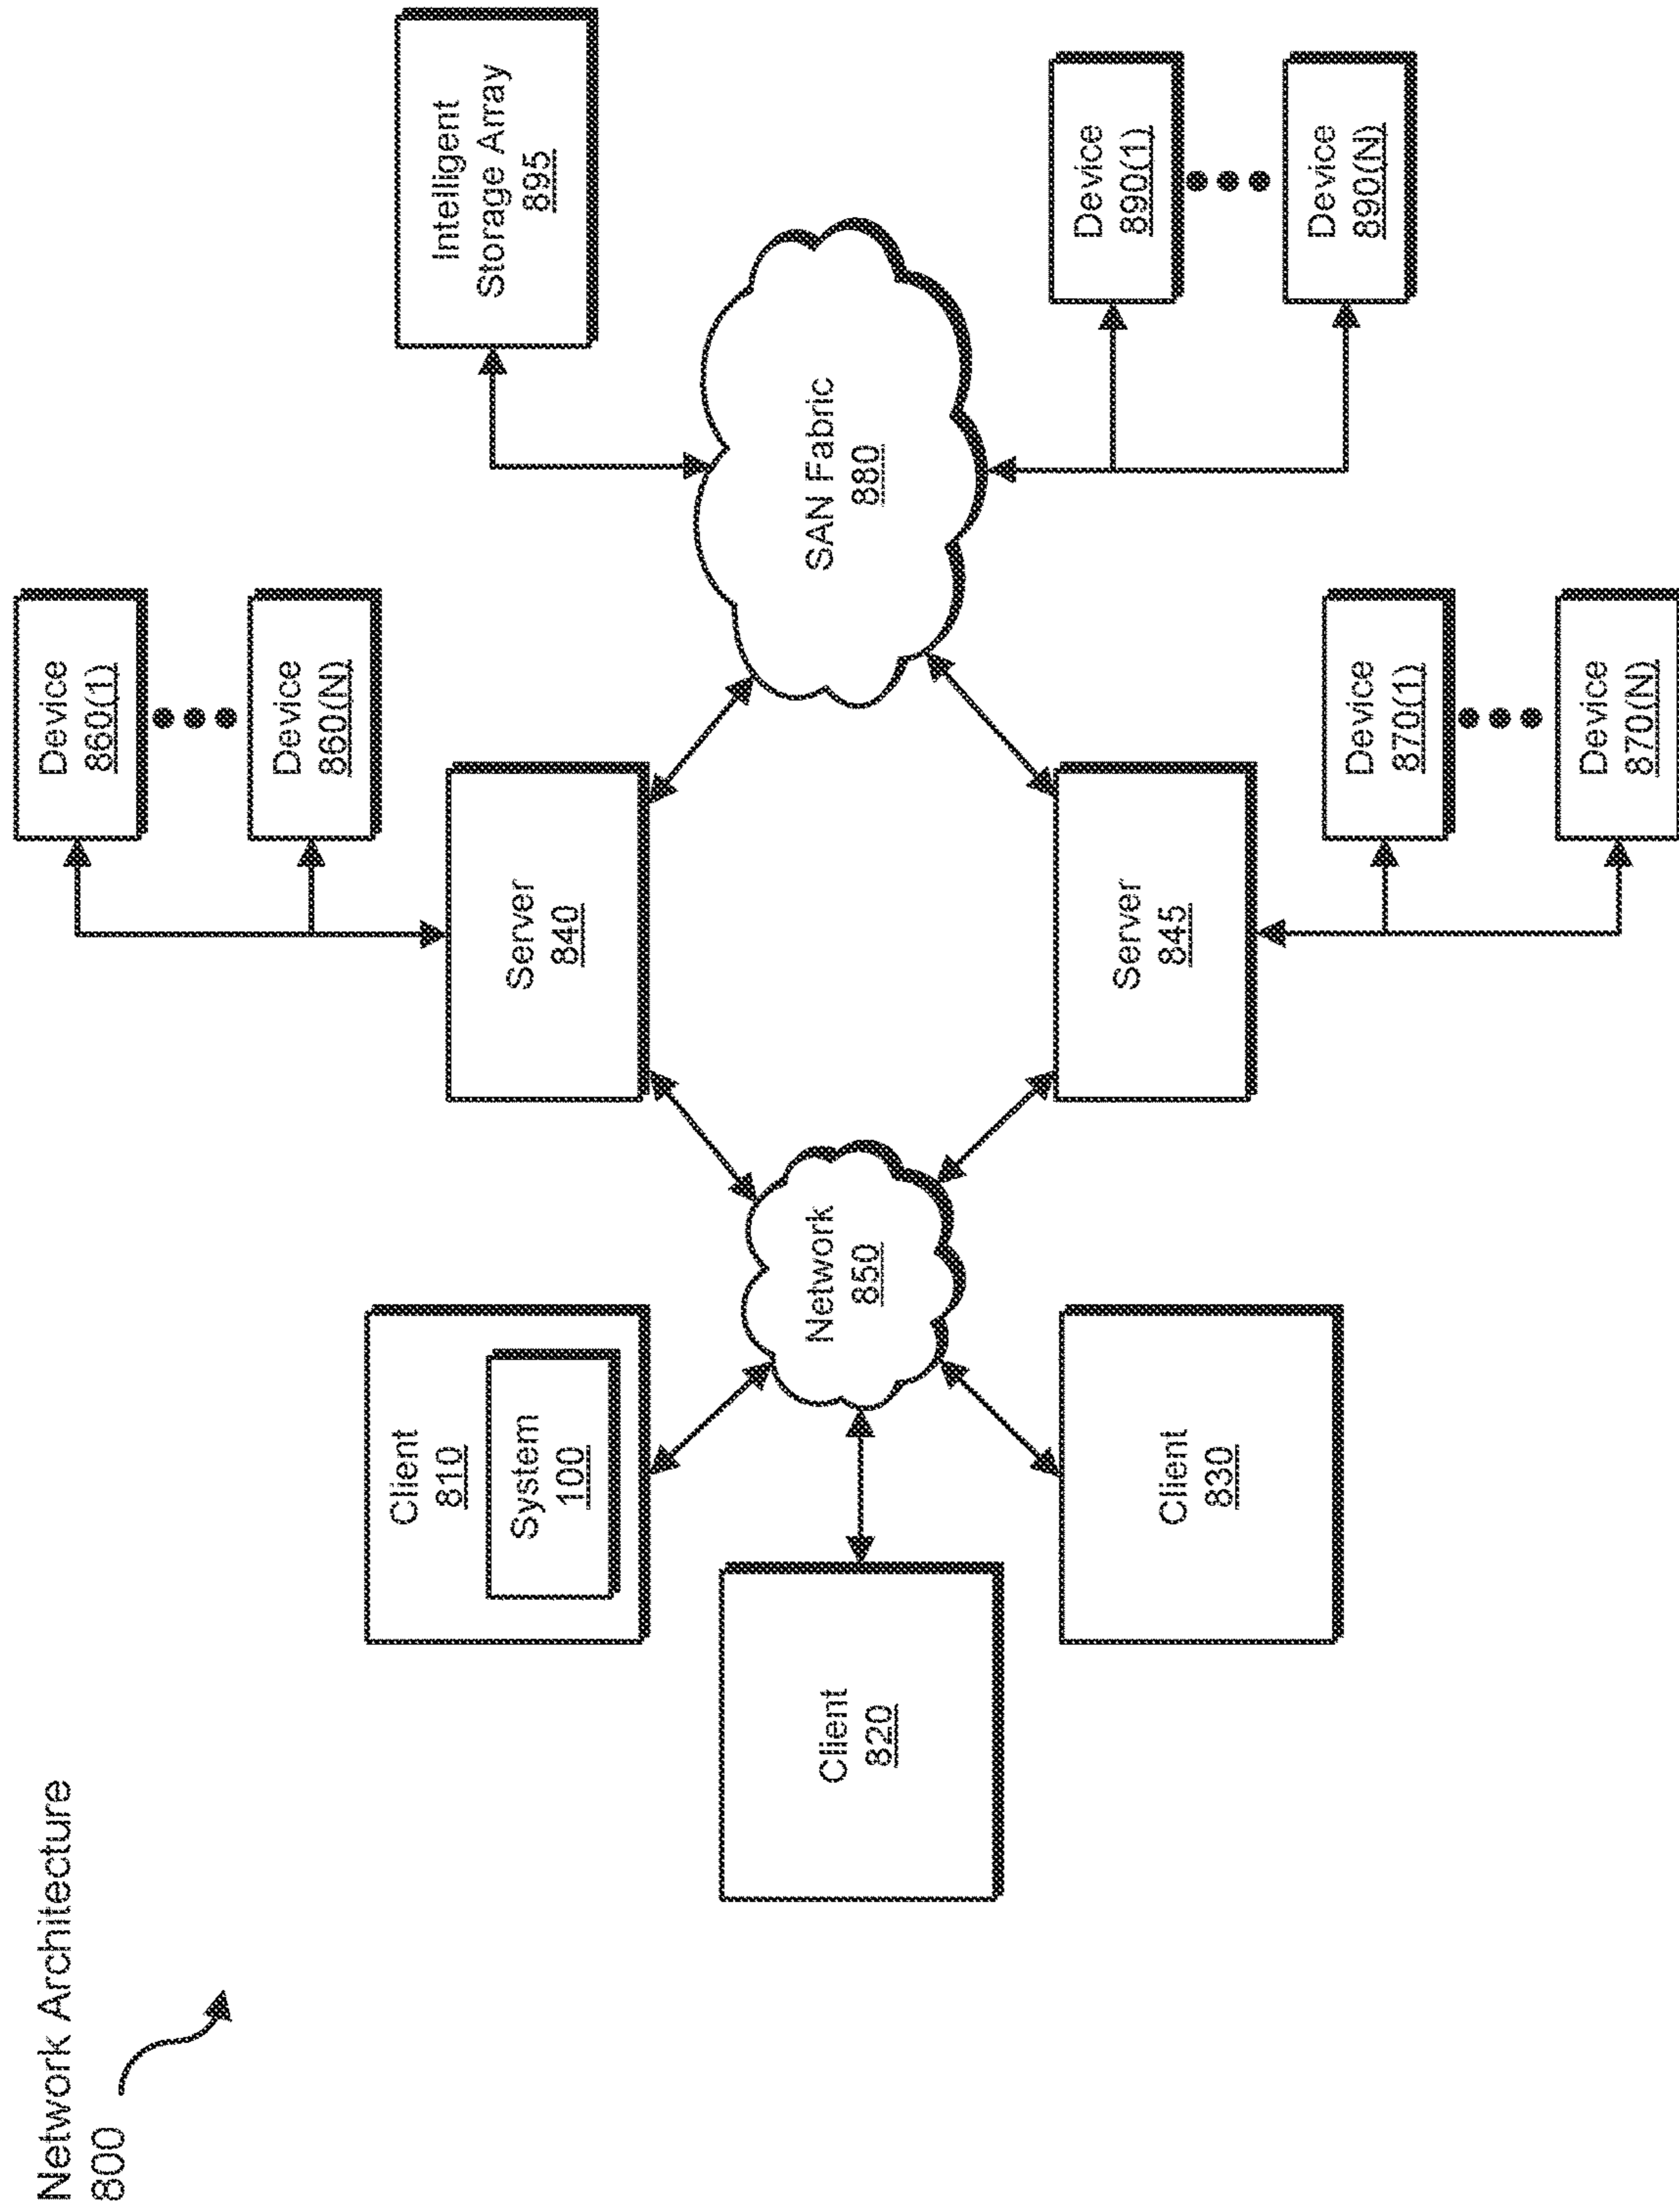 Network Architecture
800
Client
810
System
100
Client
820
Client
830
Network
850
Server
840
Server
845
Device
860(1)
Device
860(N)
Device
870(1)
Device
870(N)
SAN Fabric
880
Intelligent
Storage Array
895
Device
890(1)
Device
890(N)